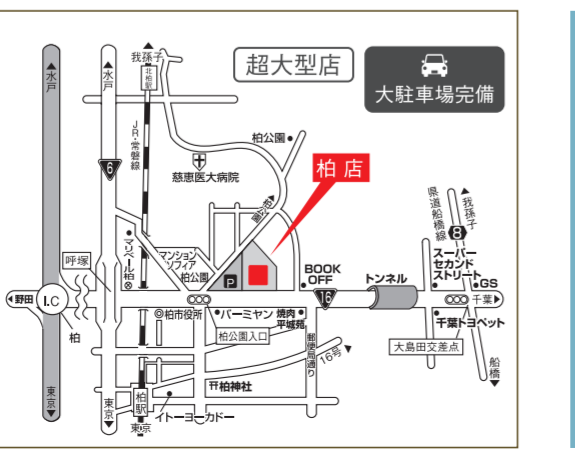 超大型店
大駐車場完備
▲水戸
▲水戸
▲我孫子
北柏駅
JR・常磐線
6
柏公園●
慈恵医大病院
柏店
マリベール柏
マンションソフィア柏公園
呼塚
P
◀野田
I.C
柏
◎柏市役所
●バーミヤン
焼肉平城苑
BOOK
OFF
16
トンネル
柏公園入口
郵便局通り
16号▶
卍柏神社
柏駅
イトーヨーカドー
東京▼
東京▼
東京
県道船橋線
8
▲我孫子
スーパー
セカンド
ストリート
●GS
千葉▶
千葉トヨペット
大島田交差点
船橋▼